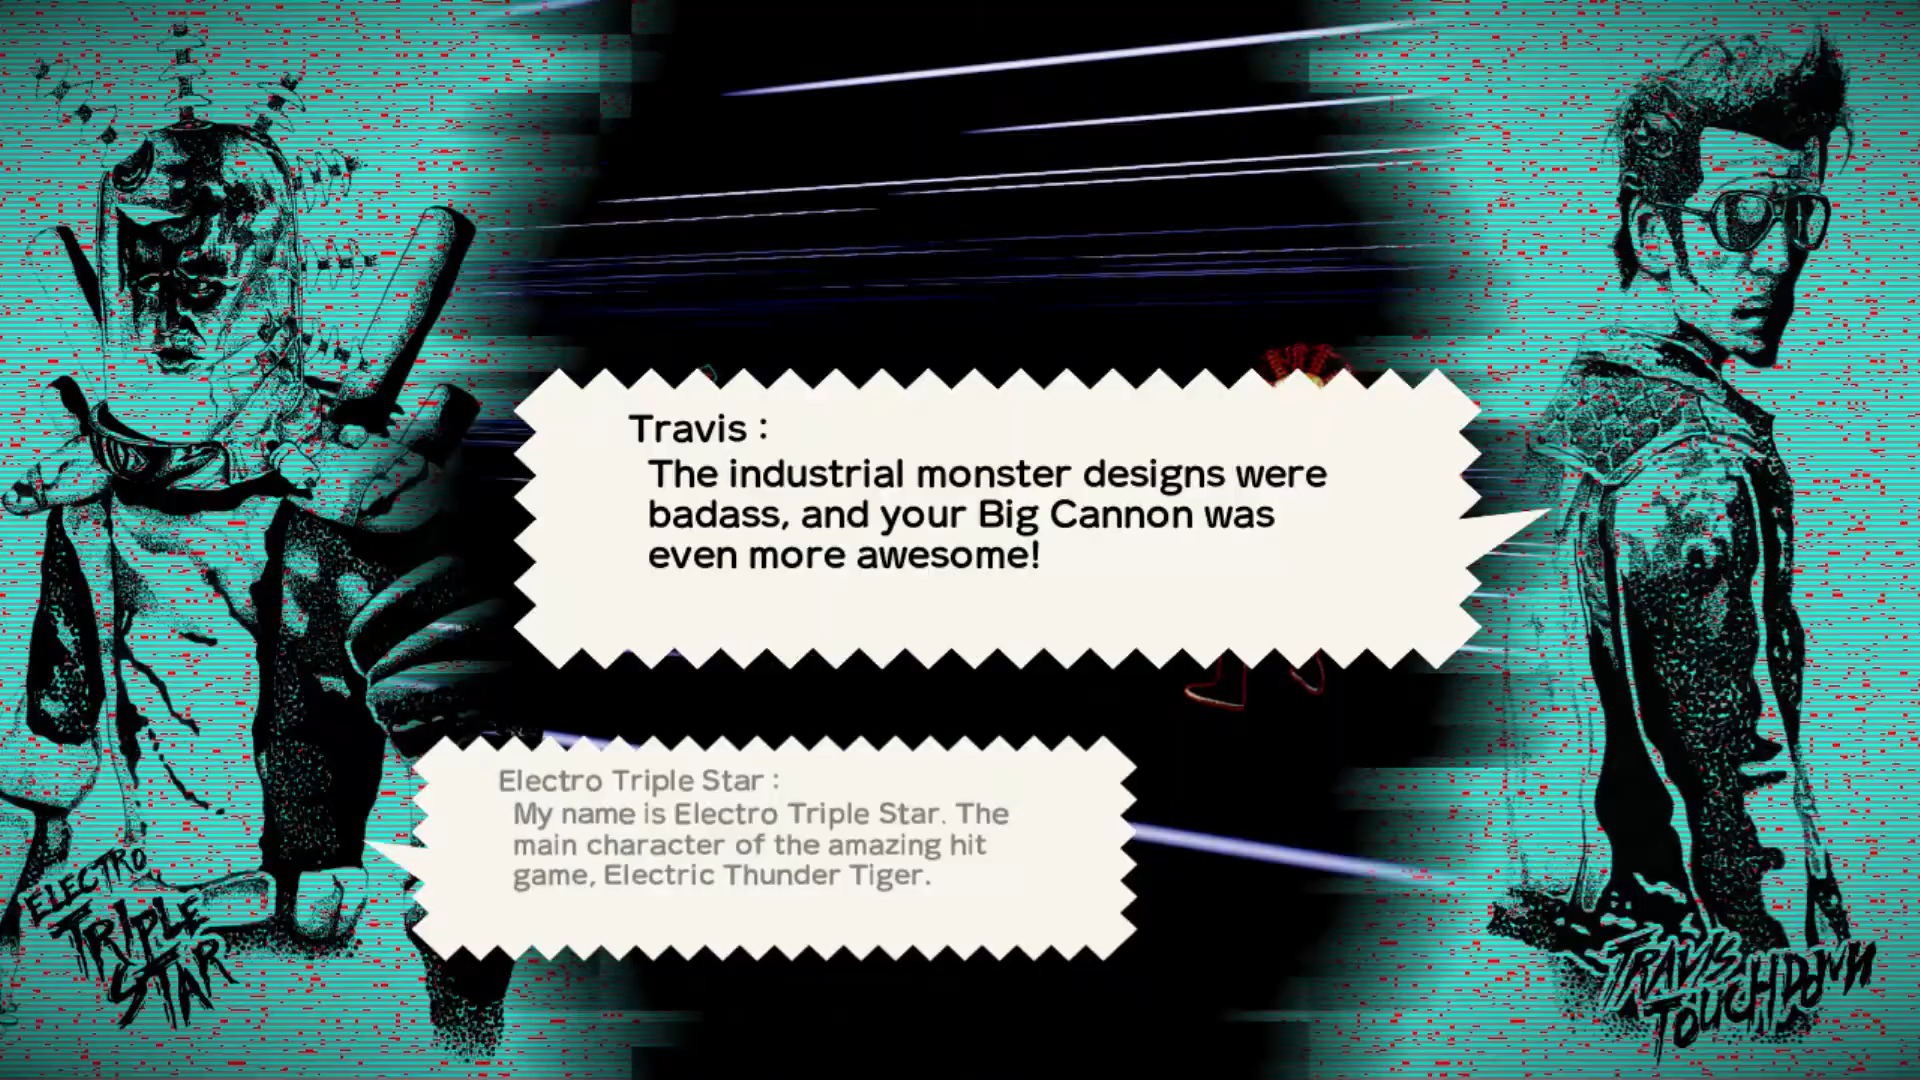 Travis :
The industrial monster designs were
badass, and your Big Cannon was
even more awesome!
Electro Triple Star :
My name is Electro Triple Star. The
main character of the amazing hit
game, Electric Thunder Tiger.
ELECTRO
TRIPLE
STAR
TRAVIS
TOUCHDOWN